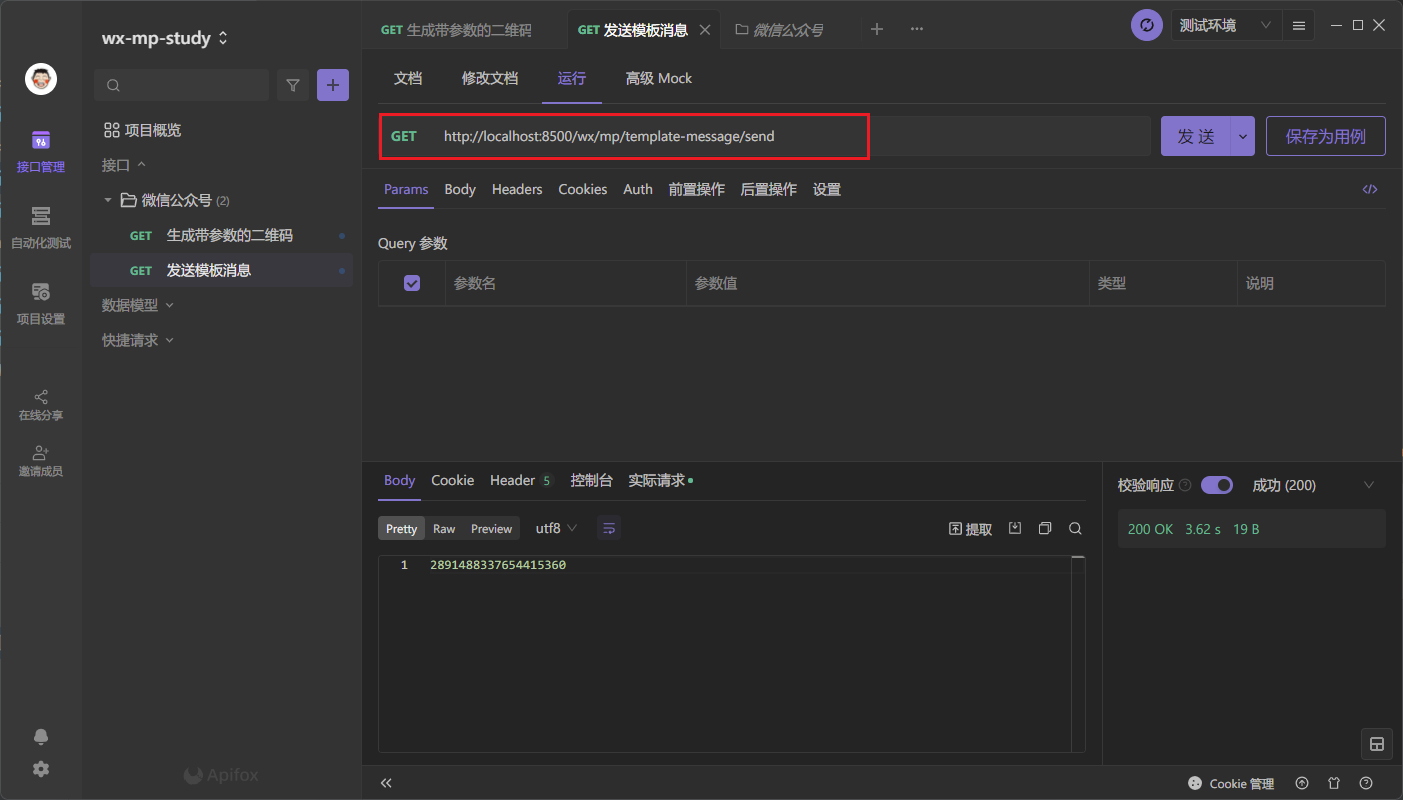 wx-mp-study
GET 生成带参数的二维码
GET 发送模板消息
微信公众号
测试环境
接口管理
自动化测试
项目设置
在线分享
邀请成员
项目概览
接口
微信公众号 (2)
GET 生成带参数的二维码
GET 发送模板消息
数据模型
快捷请求
Apifox
文档 修改文档 运行 高级 Mock
GET http://localhost:8500/wx/mp/template-message/send
发 送
保存为用例
Params Body Headers Cookies Auth 前置操作 后置操作 设置
Query 参数
参数名 参数值 类型 说明
Body Cookie Header 5 控制台 实际请求
Pretty Raw Preview utf8
提取
1 2891488337654415360
校验响应 成功 (200)
200 OK 3.62 s 19 B
Cookie 管理